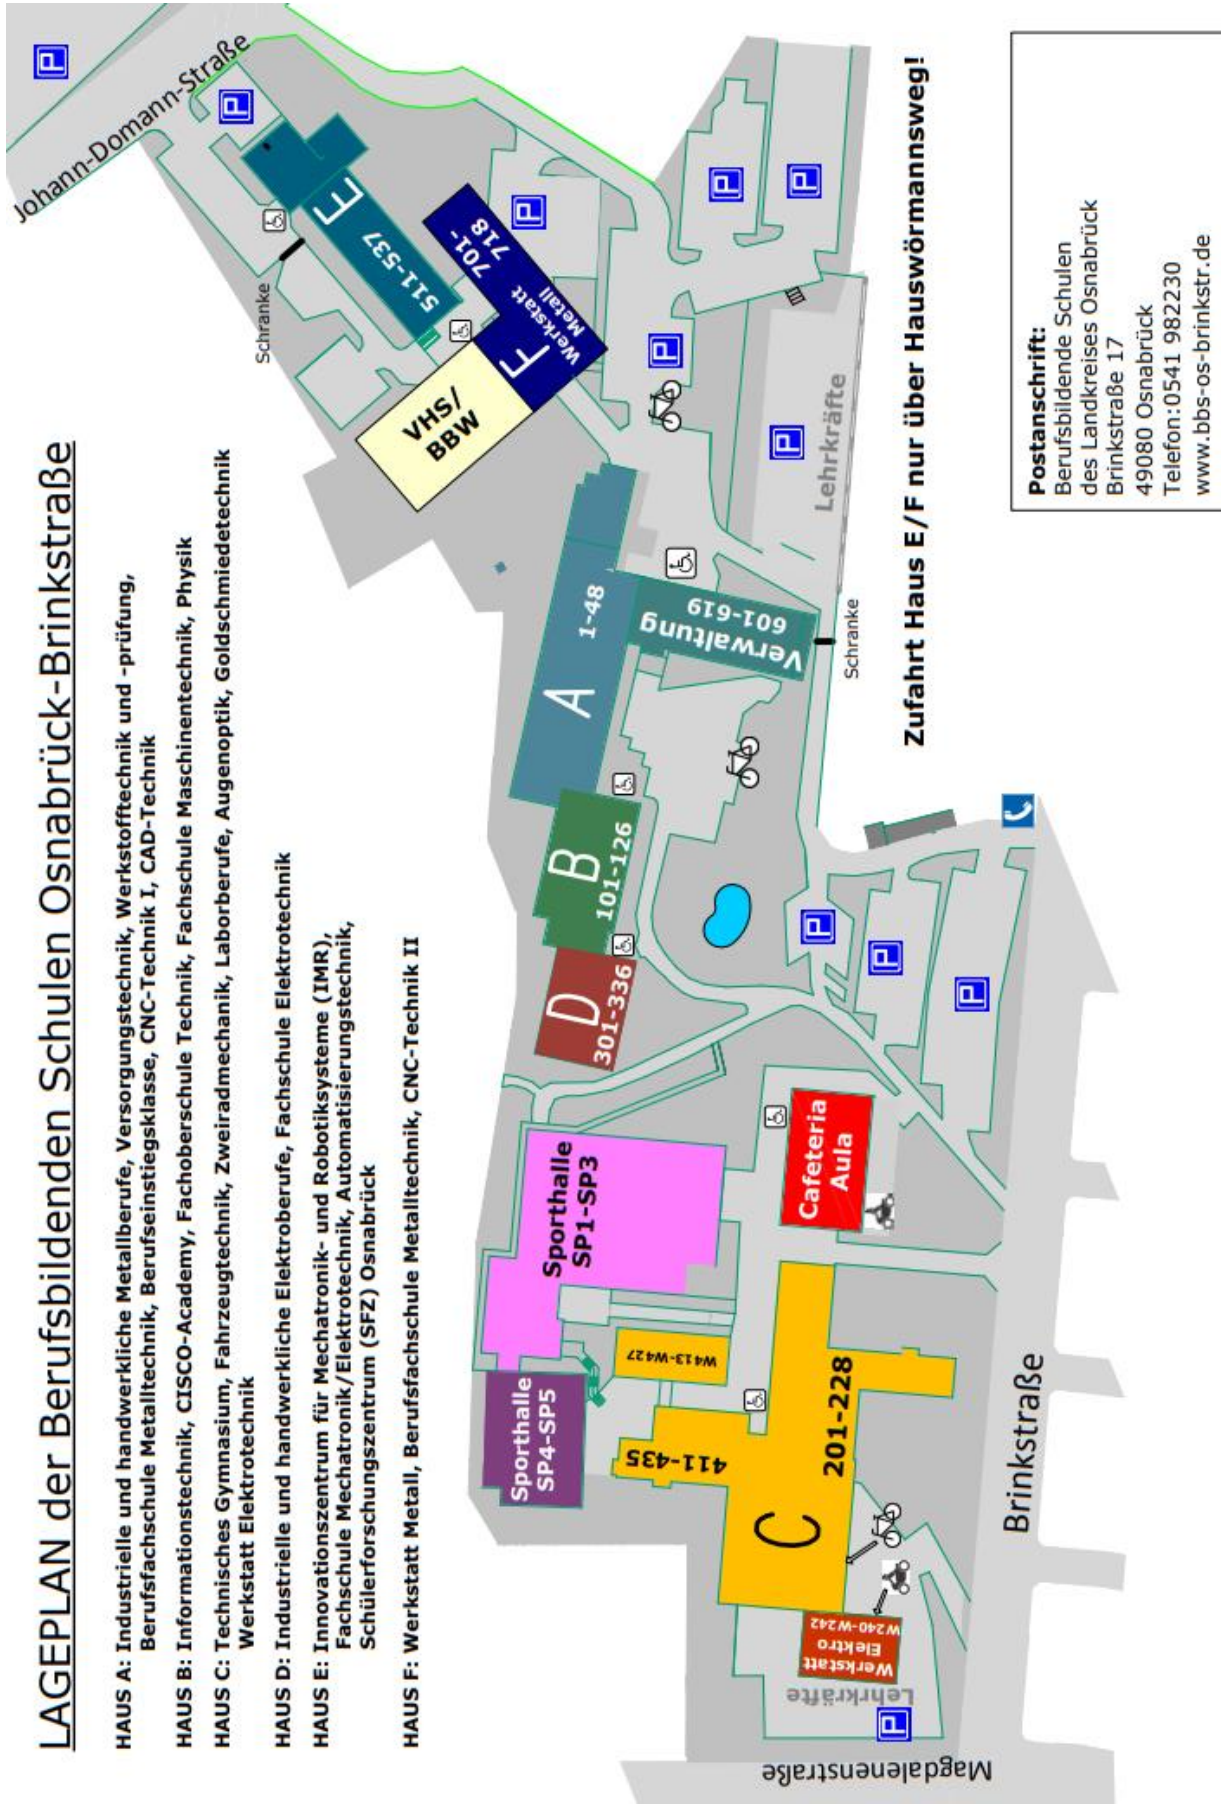 LAGEPLAN der Berufsbildenden Schulen Osnabrück-Brinkstraße
HAUS A: Industrielle und handwerkliche Metallberufe, Versorgungstechnik, Werkstofftechnik und -prüfung,
Berufsfachschule Metalltechnik, Berufseinstiegsklasse, CNC-Technik I, CAD-Technik
HAUS B: Informationstechnik, CISCO-Academy, Fachoberschule Technik, Fachschule Maschinentechnik, Physik
HAUS C: Technisches Gymnasium, Fahrzeugtechnik, Zweiradmechanik, Laborberufe, Augenoptik, Goldschmiedetechnik
Werkstatt Elektrotechnik
HAUS D: Industrielle und handwerkliche Elektroberufe, Fachschule Elektrotechnik
HAUS E: Innovationszentrum für Mechatronik- und Robotiksysteme (IMR),
Fachschule Mechatronik/Elektrotechnik, Automatisierungstechnik,
Schülerforschungszentrum (SFZ) Osnabrück
HAUS F: Werkstatt Metall, Berufsfachschule Metalltechnik, CNC-Technik II
Johann-Domann-Straße
P
P
E
511-537
Schranke
701-
718
Werkstatt
Metall
F
VHS/
BBW
P
P
P
P
P
Lehrkräfte
A
1-48
Verwaltung
601-619
Schranke
B
101-126
D
301-336
P
P
P
Sporthalle
SP1-SP3
Sporthalle
SP4-SP5
Cafeteria
Aula
W413-W427
411-435
201-228
C
Werkstatt
Elektro
W240-W242
Lehrkräfte
P
Magdalenenstraße
Brinkstraße
Zufahrt Haus E/F nur über Hauswörmannsweg!
Postanschrift:
Berufsbildende Schulen
des Landkreises Osnabrück
Brinkstraße 17
49080 Osnabrück
Telefon:0541 982230
www.bbs-os-brinkstr.de